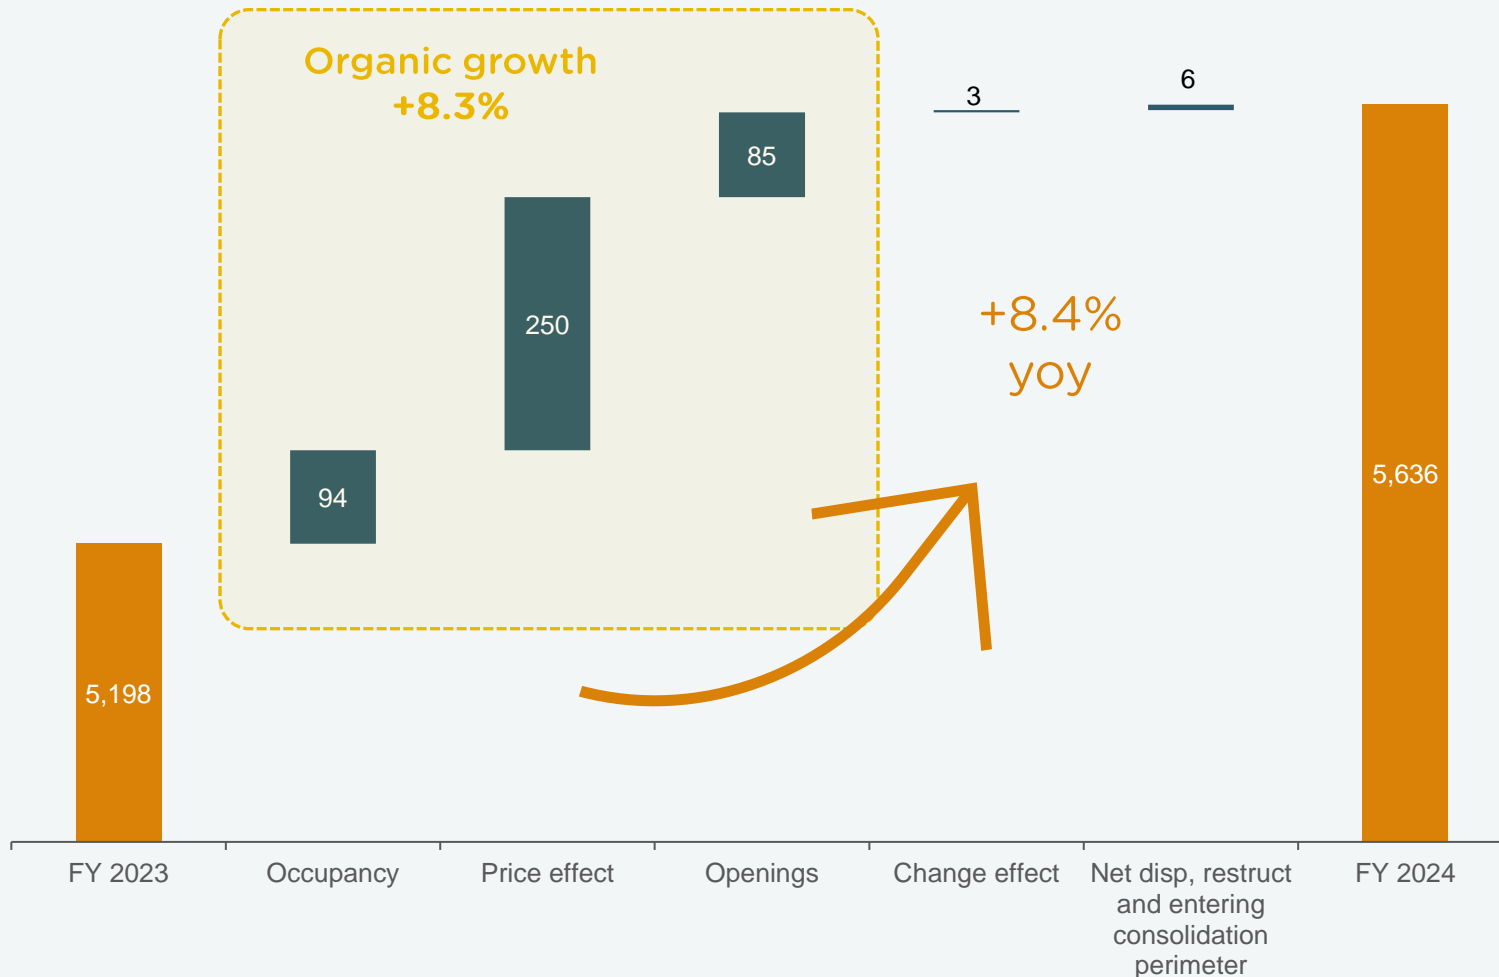 Organic growth
+8.3%
3
6
85
250
+8.4%
yoy
94
5,636
5,198
FY 2023
Occupancy
Price effect
Openings
Change effect
Net disp, restruct
and entering
consolidation
perimeter
FY 2024